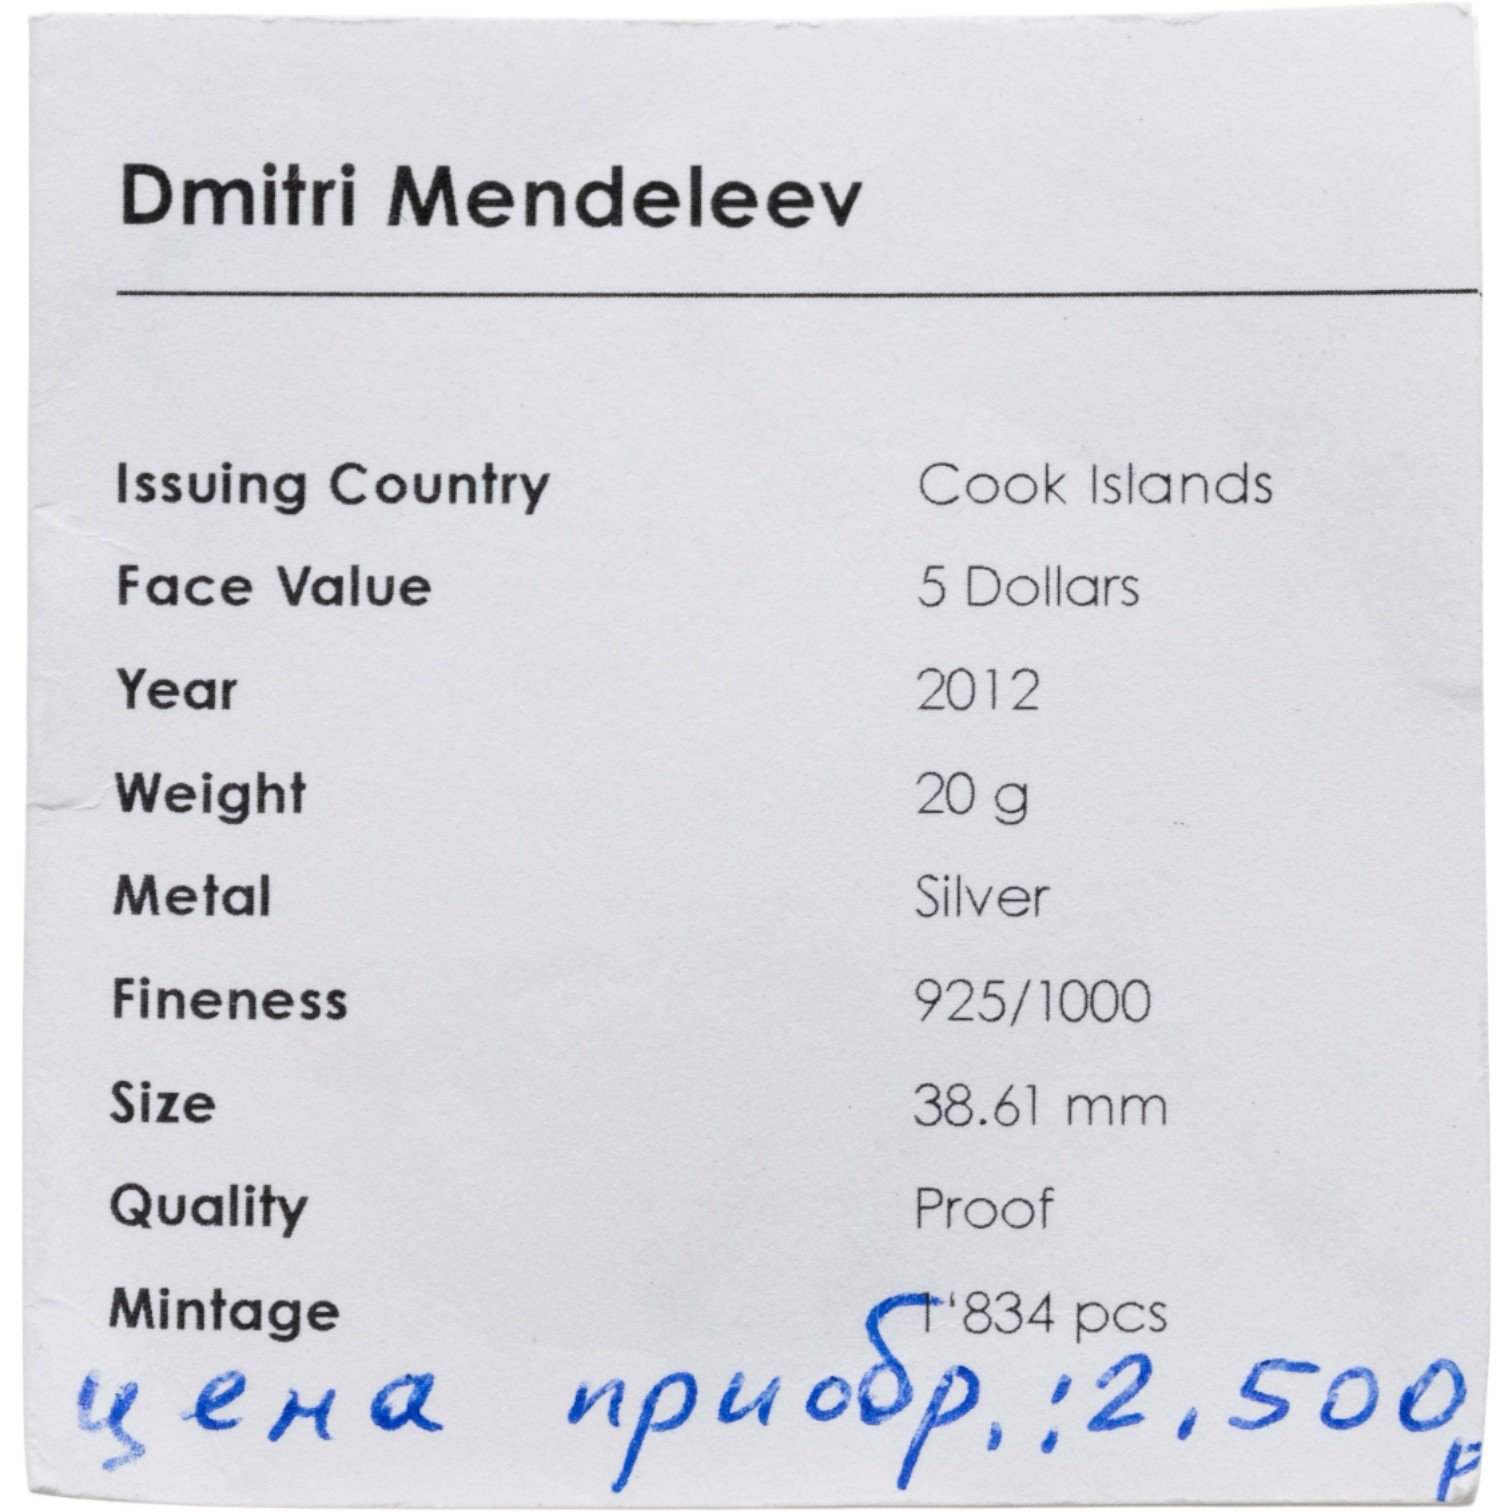 Dmitri Mendeleev
Issuing Country Cook Islands
Face Value 5 Dollars
Year 2012
Weight 20 g
Metal Silver
Fineness 925/1000
Size 38.61 mm
Quality Proof
Mintage 1'834 pcs
цена приобр.: 2.500
р